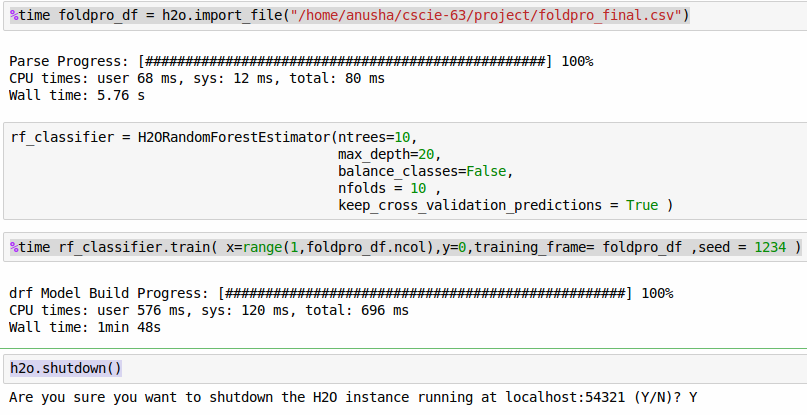 %time foldpro_df = h2o.import_file("/home/anusha/cscie-63/project/foldpro_final.csv")
Parse Progress: [##################################################] 100%
CPU times: user 68 ms, sys: 12 ms, total: 80 ms
Wall time: 5.76 s
rf_classifier = H2ORandomForestEstimator(ntrees=10,
max_depth=20,
balance_classes=False,
nfolds = 10 ,
keep_cross_validation_predictions = True )
%time rf_classifier.train( x=range(1,foldpro_df.ncol),y=0,training_frame= foldpro_df ,seed = 1234 )
drf Model Build Progress: [##################################################] 100%
CPU times: user 576 ms, sys: 120 ms, total: 696 ms
Wall time: 1min 48s
h2o.shutdown()
Are you sure you want to shutdown the H2O instance running at localhost:54321 (Y/N)? Y